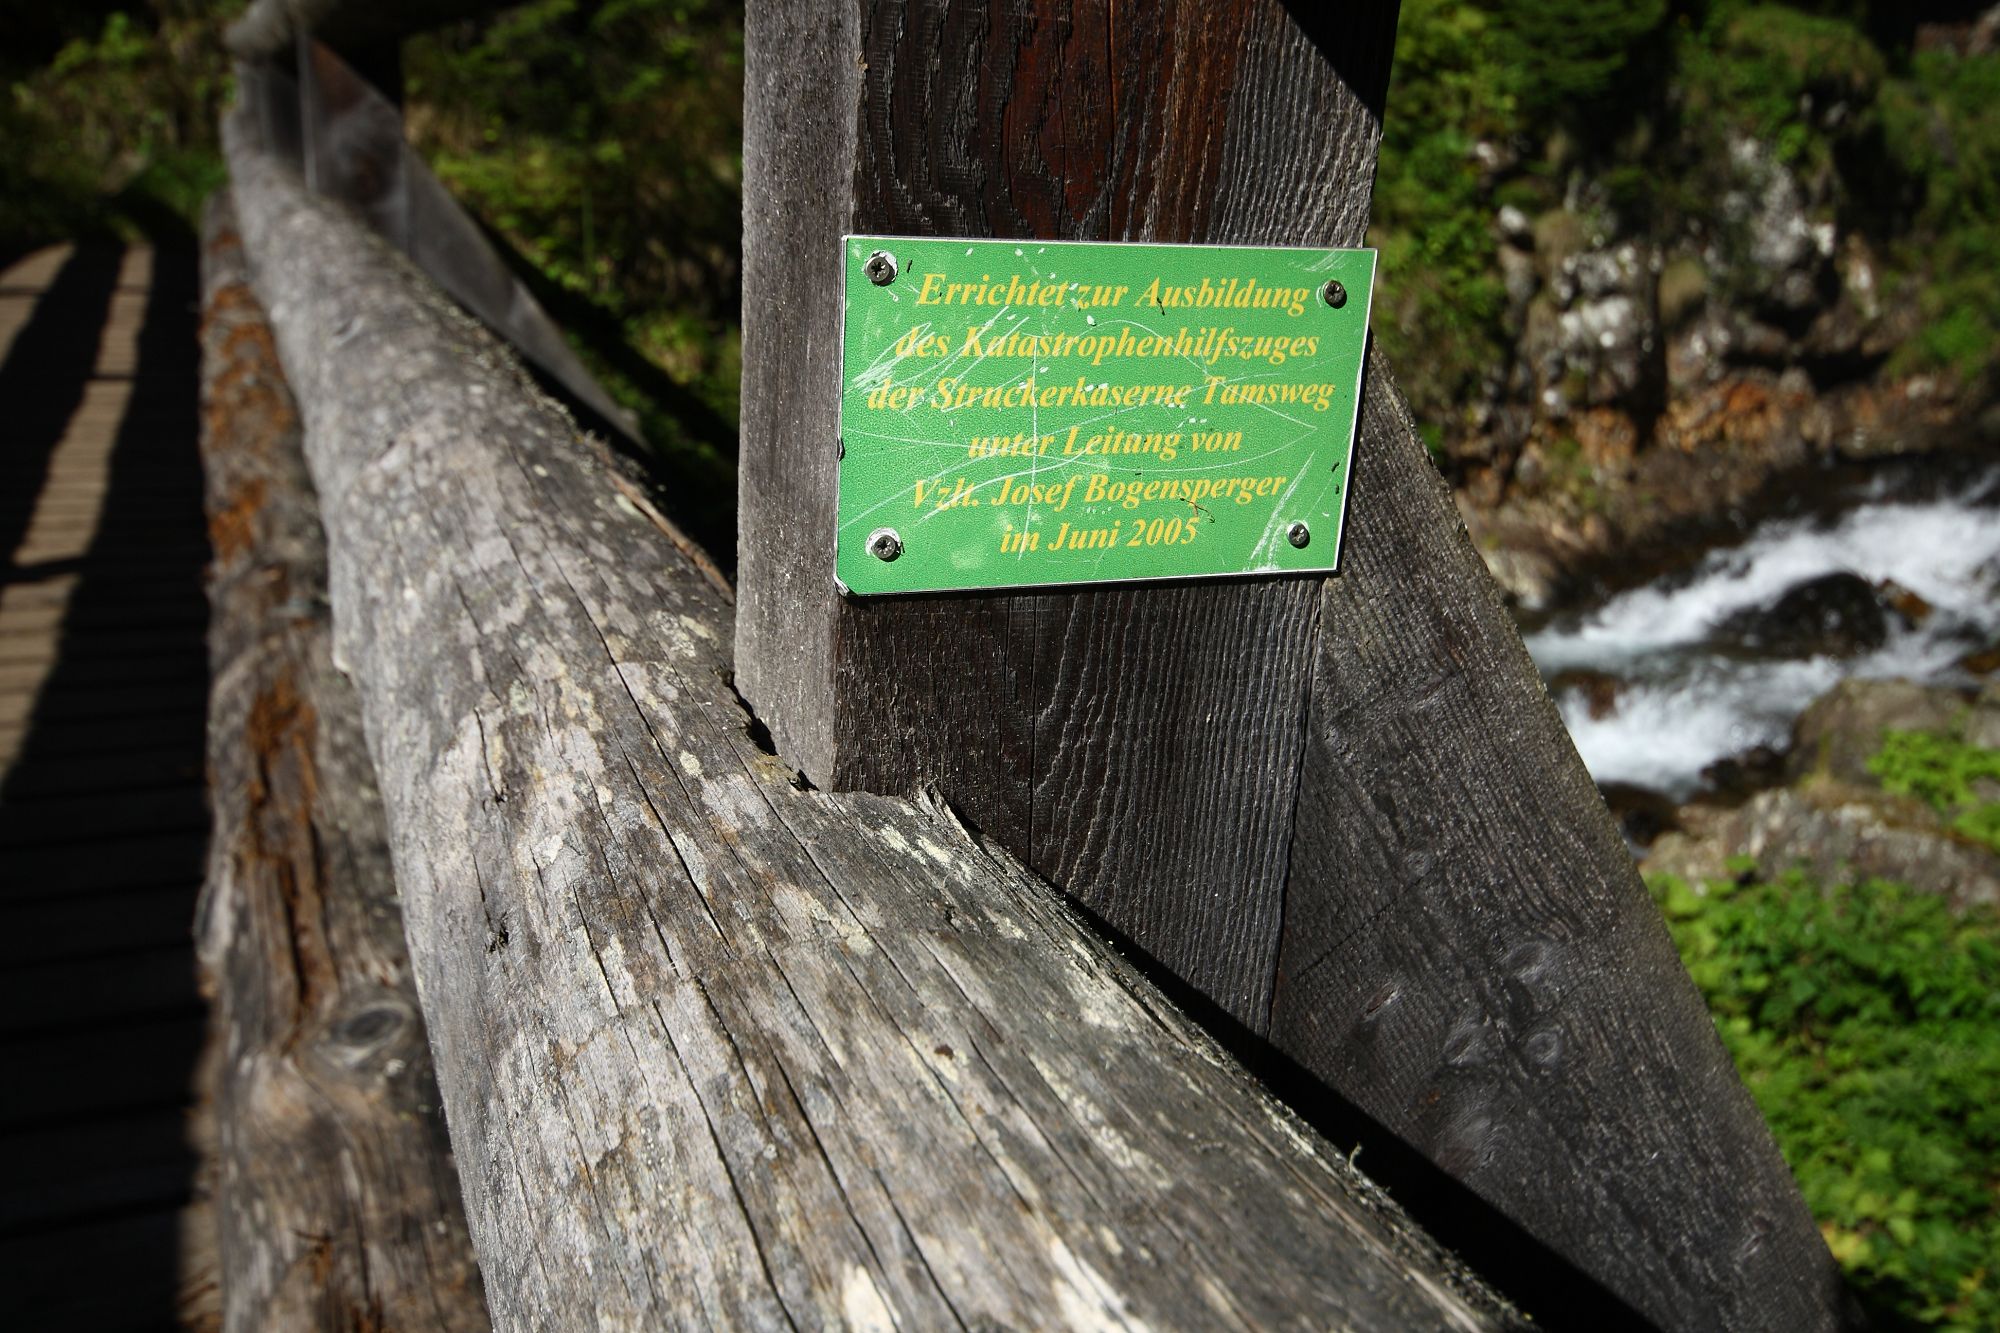 Errichtet zur Ausbildung
des Katastrophenhilfszuges
der Struckerkaserne Tamsweg
unter Leitung von
Vzlt. Josef Bogensperger
im Juni 2005